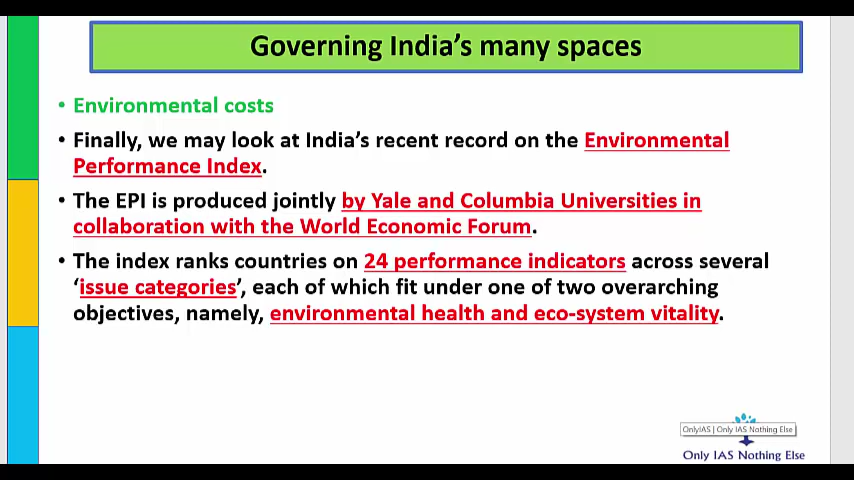 Governing India's many spaces
• Environmental costs
• Finally, we may look at India's recent record on the Environmental
Performance Index.
• The EPI is produced jointly by Yale and Columbia Universities in
collaboration with the World Economic Forum.
• The index ranks countries on 24 performance indicators across several
'issue categories', each of which fit under one of two overarching
objectives, namely, environmental health and eco-system vitality.
OnlyIAS | Only IAS Nothing Else
Only IAS Nothing Else